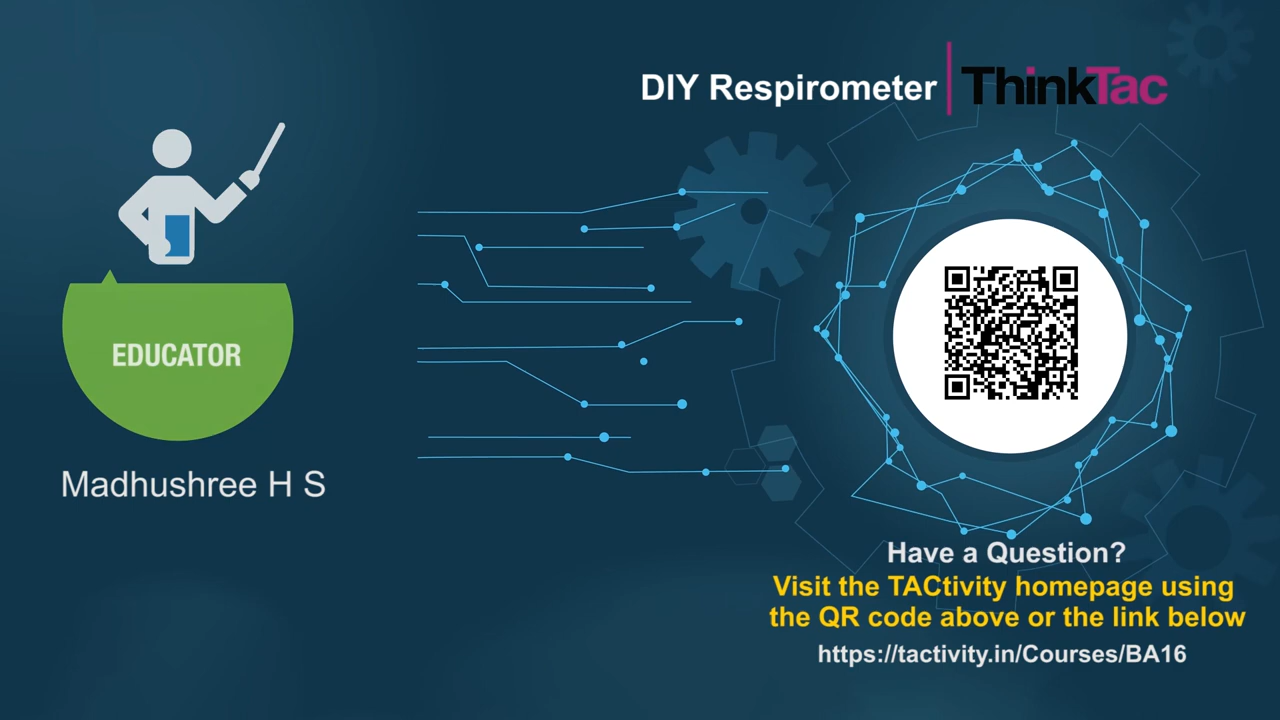 DIY Respirometer
ThinkTac
EDUCATOR
Madhushree H S
Have a Question?
Visit the TACtivity homepage using
the QR code above or the link below
https://tactivity.in/Courses/BA16